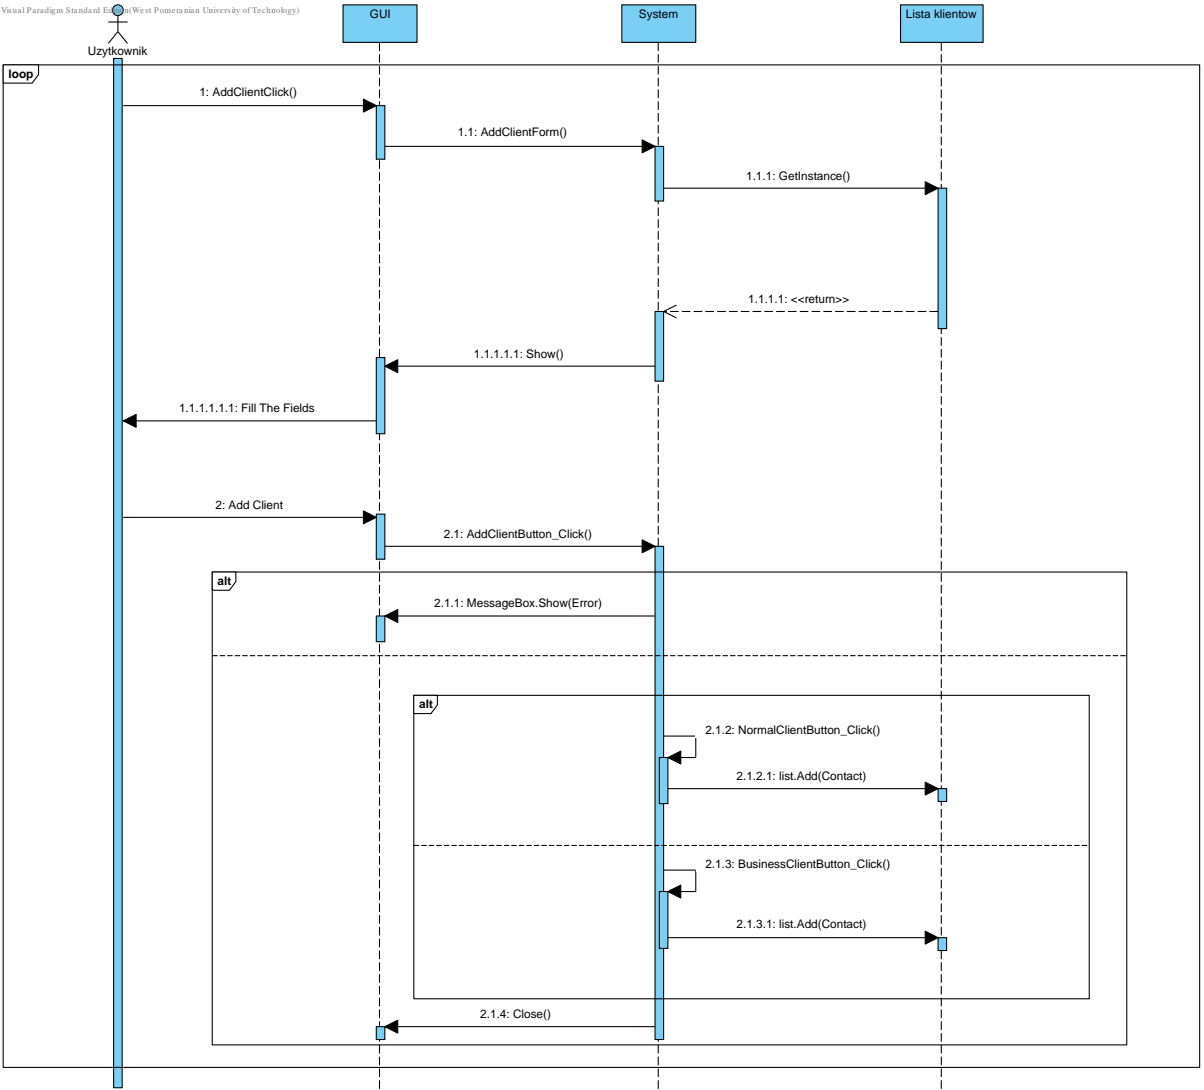 Visual Paradigm Standard Edition(West Pomeranian University of Technology)
GUI
System
Lista klientow
Uzytkownik
loop
1: AddClientClick()
1.1: AddClientForm()
1.1.1: GetInstance()
1.1.1.1: <<return>>
1.1.1.1.1: Show()
1.1.1.1.1.1: Fill The Fields
2: Add Client
2.1: AddClientButton_Click()
alt
2.1.1: MessageBox.Show(Error)
alt
2.1.2: NormalClientButton_Click()
2.1.2.1: list.Add(Contact)
2.1.3: BusinessClientButton_Click()
2.1.3.1: list.Add(Contact)
2.1.4: Close()